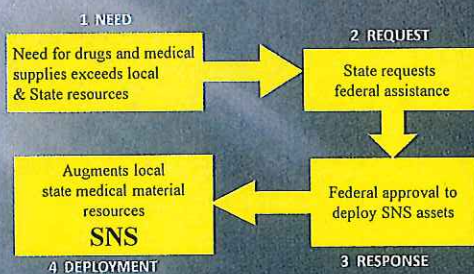 1 NEED
Need for drugs and medical
supplies exceeds local
& State resources
2 REQUEST
State requests
federal assistance
Federal approval to
deploy SNS assets
3 RESPONSE
Augments local
state medical material
resources
SNS
4 DEPLOYMENT